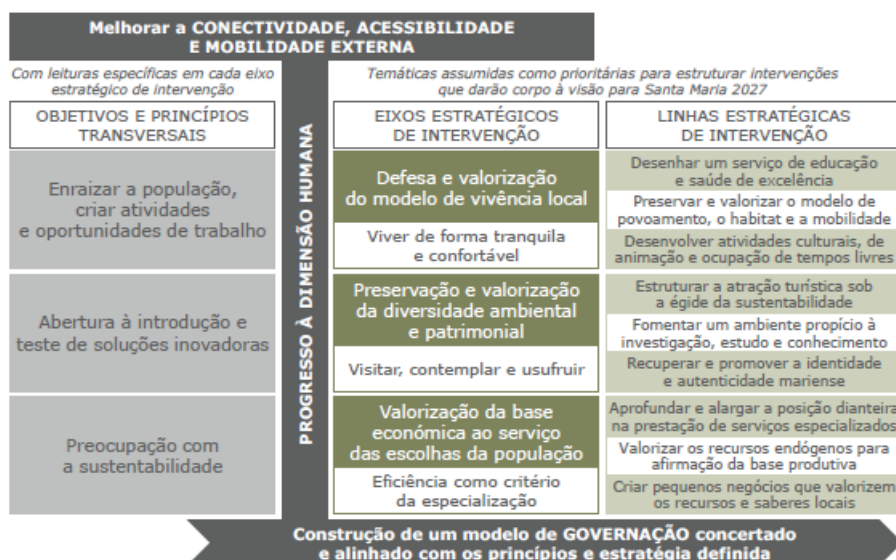 Melhorar a CONECTIVIDADE, ACESSIBILIDADE
E MOBILIDADE EXTERNA
Com leituras específicas em cada eixo
estratégico de intervenção
OBJETIVOS E PRINCÍPIOS
TRANSVERSAIS
Enraizar a população,
criar atividades
e oportunidades de trabalho
Abertura à introdução e
teste de soluções inovadoras
Preocupação com
a sustentabilidade
PROGRESSO À DIMENSÃO HUMANA
Temáticas assumidas como prioritárias para estruturar intervenções
que darão corpo à visão para Santa Maria 2027
EIXOS ESTRATÉGICOS
DE INTERVENÇÃO
LINHAS ESTRATÉGICAS
DE INTERVENÇÃO
Defesa e valorização
do modelo de vivência local
Viver de forma tranquila
e confortável
Desenhar um serviço de educação
e saúde de excelência
Preservar e valorizar o modelo de
povoamento, o habitat e a mobilidade
Desenvolver atividades culturais, de
animação e ocupação de tempos livres
Preservação e valorização
da diversidade ambiental
e patrimonial
Visitar, contemplar e usufruir
Estruturar a atração turística sob
a égide da sustentabilidade
Fomentar um ambiente propício à
investigação, estudo e conhecimento
Recuperar e promover a identidade
e autenticidade mariense
Valorização da base
económica ao serviço
das escolhas da população
Eficiência como critério
da especialização
Aprofundar e alargar a posição dianteira
na prestação de serviços especializados
Valorizar os recursos endógenos para
afirmação da base produtiva
Criar pequenos negócios que valorizem
os recursos e saberes locais
Construção de um modelo de GOVERNAÇÃO concertado
e alinhado com os princípios e estratégia definida